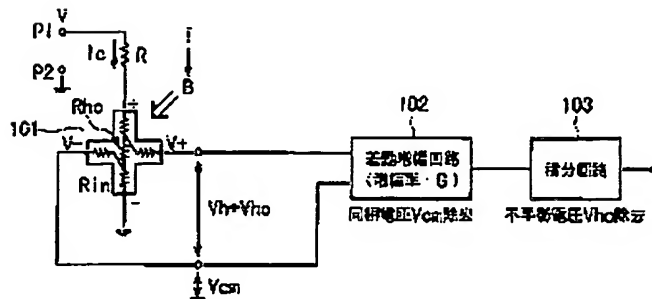 V
P1
Ic
R
i
P2
B
Rho
+
101
V-
V+
Rin
-
Vh+Vho
Vcm
102
差動増幅回路
(増幅率・G)
同相電圧Vcm除去
103
積分回路
不平衡電圧Vho除去